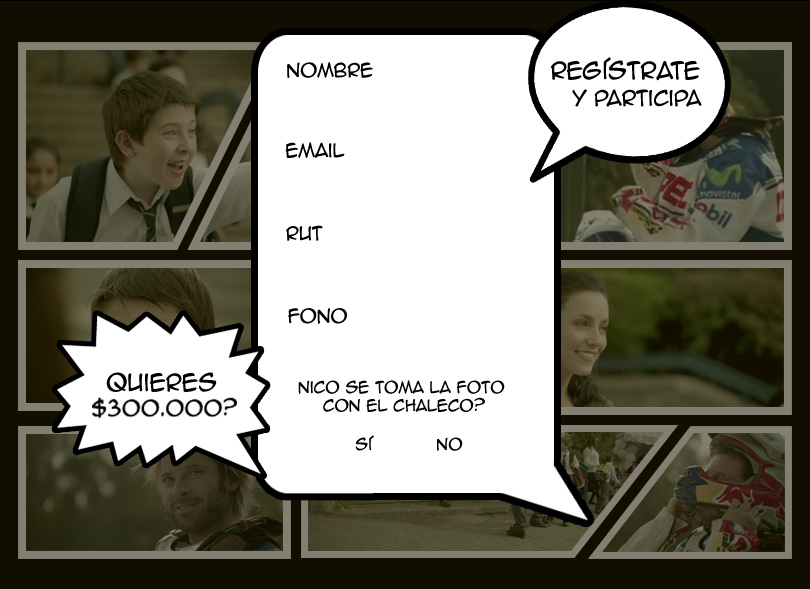 REGÍSTRATE
Y PARTICIPA
NOMBRE
EMAIL
RUT
FONO
NICO SE TOMA LA FOTO
CON EL CHALECO?
SÍ NO
QUIERES
$300.000?
movistar